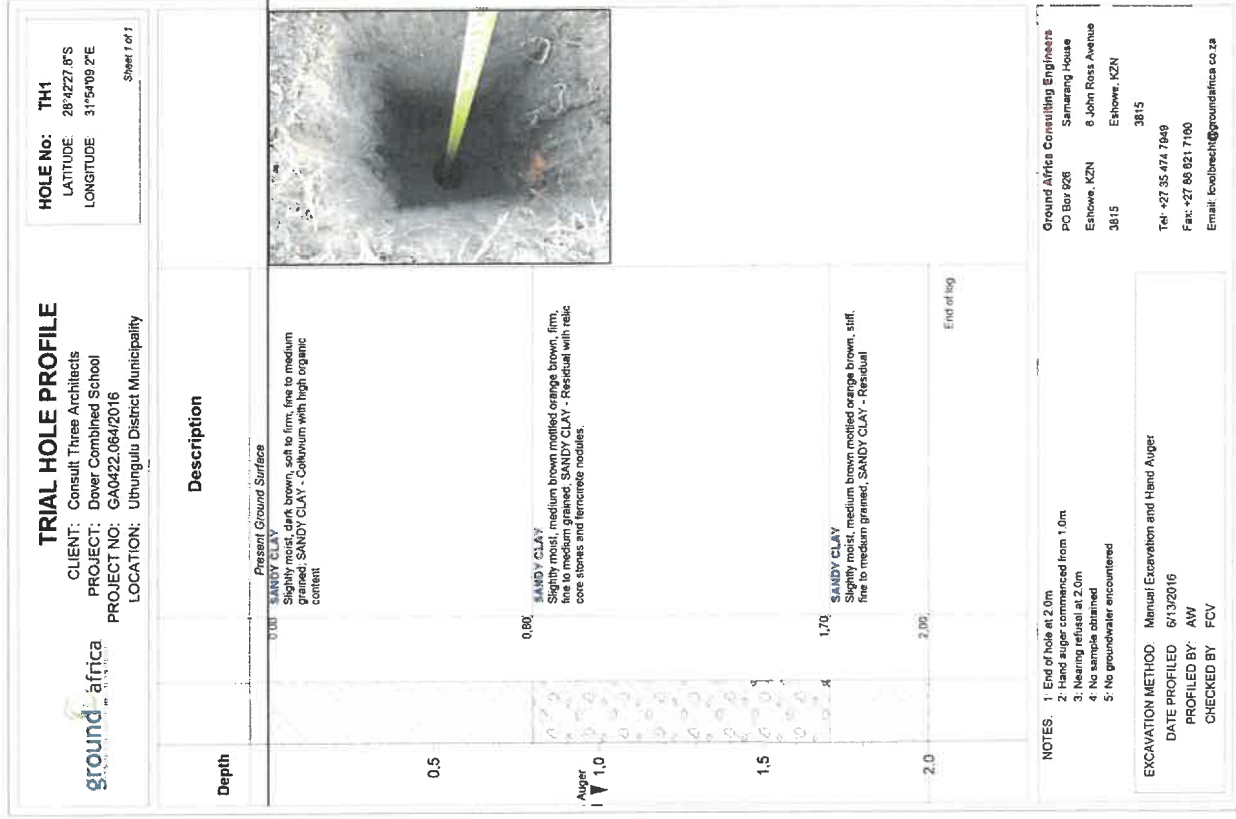 ground africa
TRIAL HOLE PROFILE
CLIENT: Consult Three Architects
PROJECT: Dover Combined School
PROJECT NO: GA0422.064/2016
LOCATION: Uthungulu District Municipality
HOLE No: TH1
LATITUDE: 28°42'27.8"S
LONGITUDE: 31°54'09.2"E
Sheet 1 of 1
Depth
Description
Present Ground Surface
0.00 SANDY CLAY
Slightly moist, dark brown, soft to firm, fine to medium
grained; SANDY CLAY - Colluvium with high organic
content
0.5
0,80 SANDY CLAY
Slightly moist, medium brown mottled orange brown, firm,
fine to medium grained, SANDY CLAY - Residual with relic
core stones and ferricrete nodules.
Auger
1,0
1,5
1,70 SANDY CLAY
Slightly moist, medium brown mottled orange brown, stiff,
fine to medium grained, SANDY CLAY - Residual
2.0
2,00
End of log
NOTES. 1: End of hole at 2 0m
2: Hand auger commenced from 1.0m
3: Nearing refusal at 2.0m
4: No sample obtained
5: No groundwater encountered
EXCAVATION METHOD: Manual Excavation and Hand Auger
DATE PROFILED 6/13/2016
PROFILED BY: AW
CHECKED BY FCV
Ground Africa Consulting Engineers
PO Box 926 Samarang House
Eshowe, KZN 6 John Ross Avenue
3815 Eshowe, KZN
3815
Tel: +27 35 474 7949
Fax: +27 86 621 7160